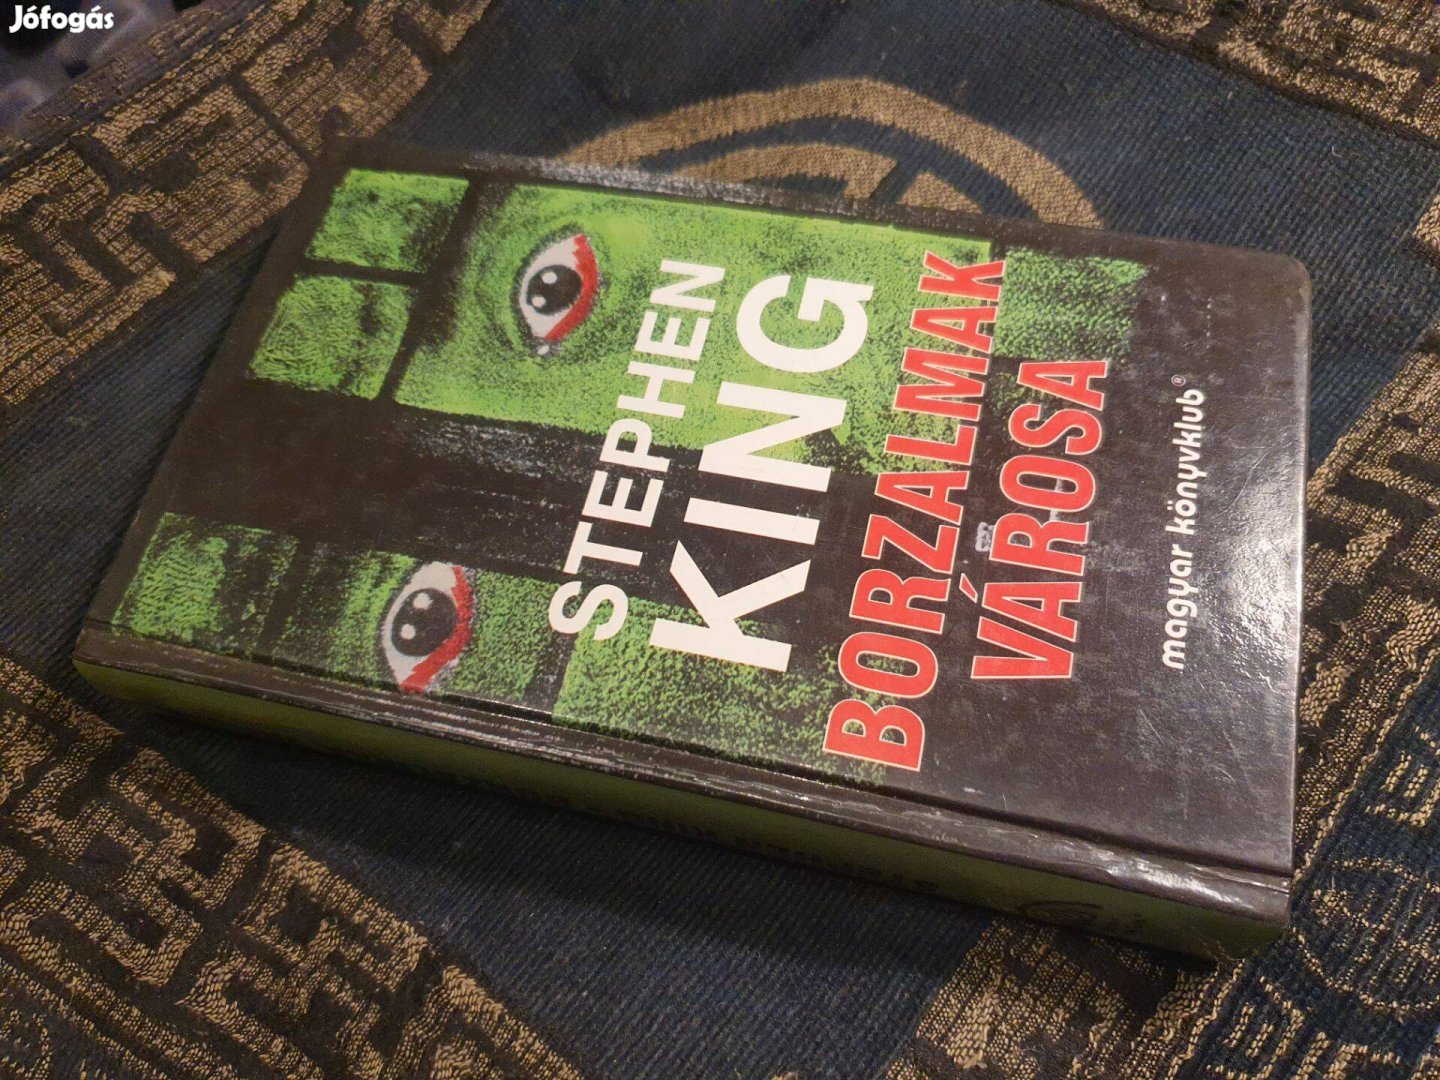 Jófogás
STEPHEN
KING
BORZALMAK
VÁROSA
magyar könyvklub®